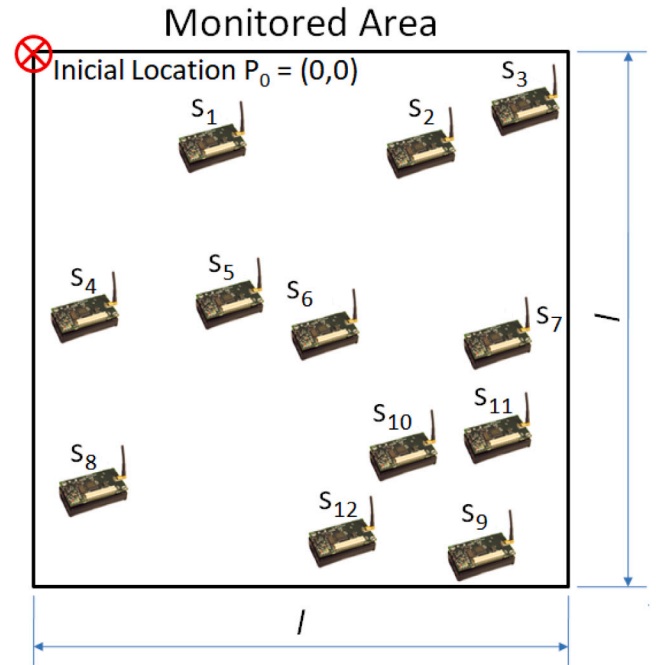 Monitored Area
Inicial Location P₀ = (0,0)
S₁
S₂
S₃
S₄
S₅
S₆
S₇
S₈
S₁₀
S₁₁
S₁₂
S₉
l
l